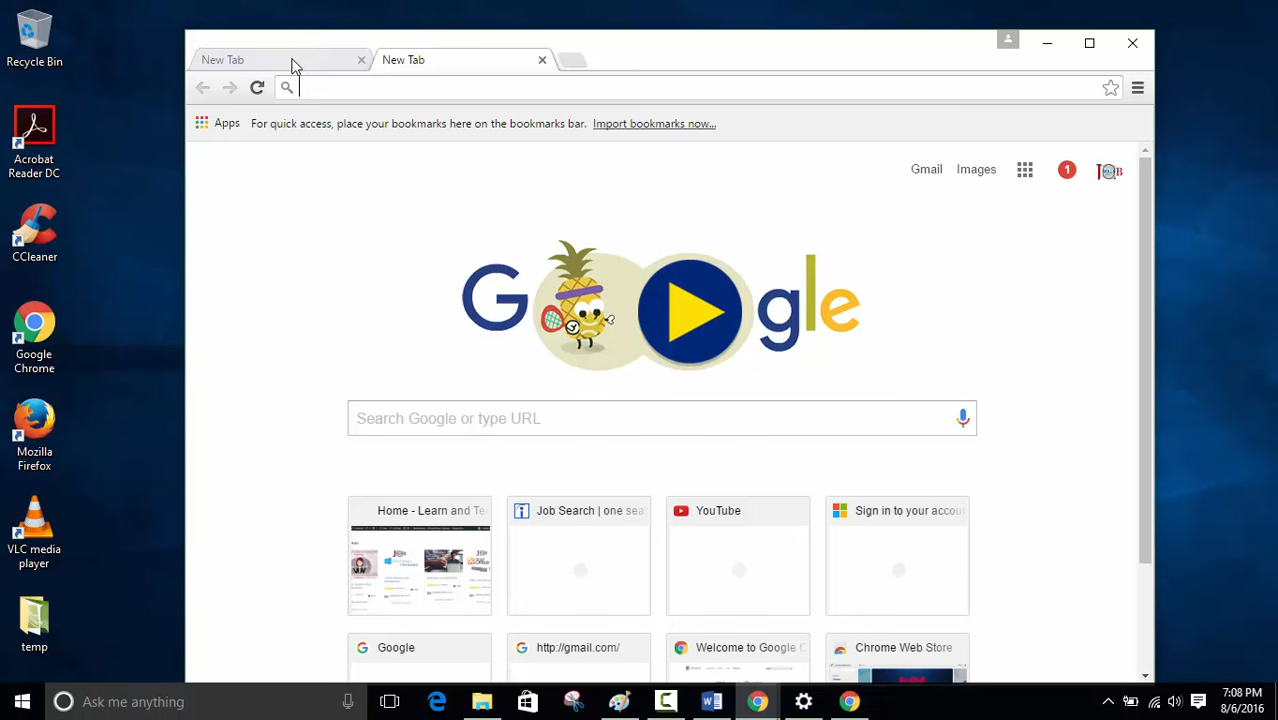 Recycle Bin
Acrobat
Reader DC
CCleaner
Google
Chrome
Mozilla
Firefox
VLC media
player
temp
New Tab
New Tab
Apps
For quick access, place your bookmarks here on the bookmarks bar.
Import bookmarks now...
Gmail
Images
1
Google
Search Google or type URL
Home - Learn and Te
Job Search | one sea
YouTube
Sign in to your accou
Google
http://gmail.com/
Welcome to Google C
Chrome Web Store
Ask me anything
7:08 PM
8/6/2016